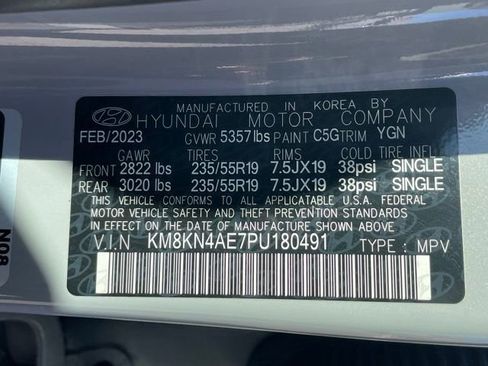 MANUFACTURED IN KOREA BY
HYUNDAI MOTOR COMPANY
FEB/2023 GVWR 5357 lbs PAINT C5G TRIM YGN
GAWR TIRES RIMS COLD TIRE INFL.
FRONT 2822 lbs 235/55R19 7.5JX19 38psi SINGLE
REAR 3020 lbs 235/55R19 7.5JX19 38psi SINGLE
THIS VEHICLE CONFORMS TO ALL APPLICABLE U.S.A. FEDERAL
MOTOR VEHICLE SAFETY AND THEFT PREVENTION STANDARDS
IN EFFECT ON THE DATE OF MANUFACTURE SHOWN ABOVE.
V.I.N KM8KN4AE7PU180491 TYPE : MPV